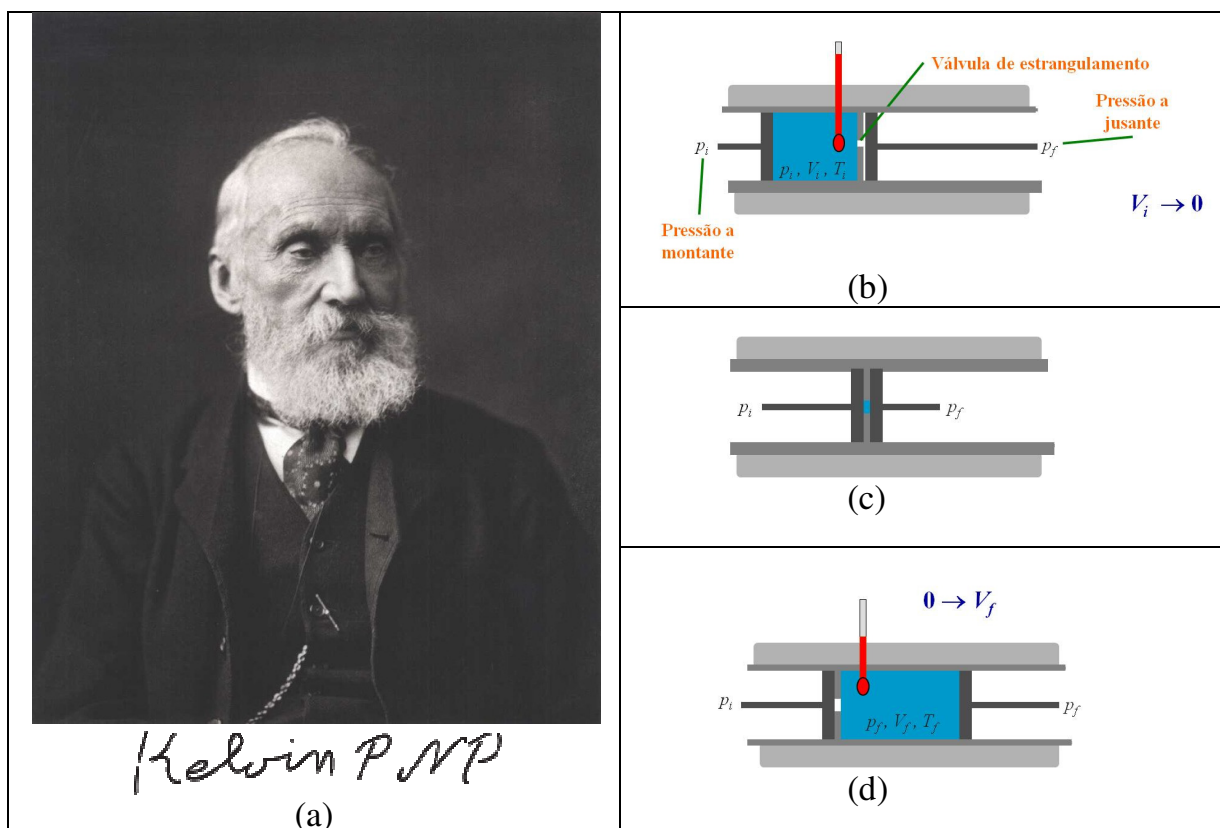 Kelvin P.N.P
(a)
Válvula de estrangulamento
Pressão a
jusante
p_i
p_f
p_i, V_i, T_i
V_i → 0
Pressão a
montante
(b)
p_i
p_f
(c)
0 → V_f
p_i
p_f
p_f, V_f, T_f
(d)